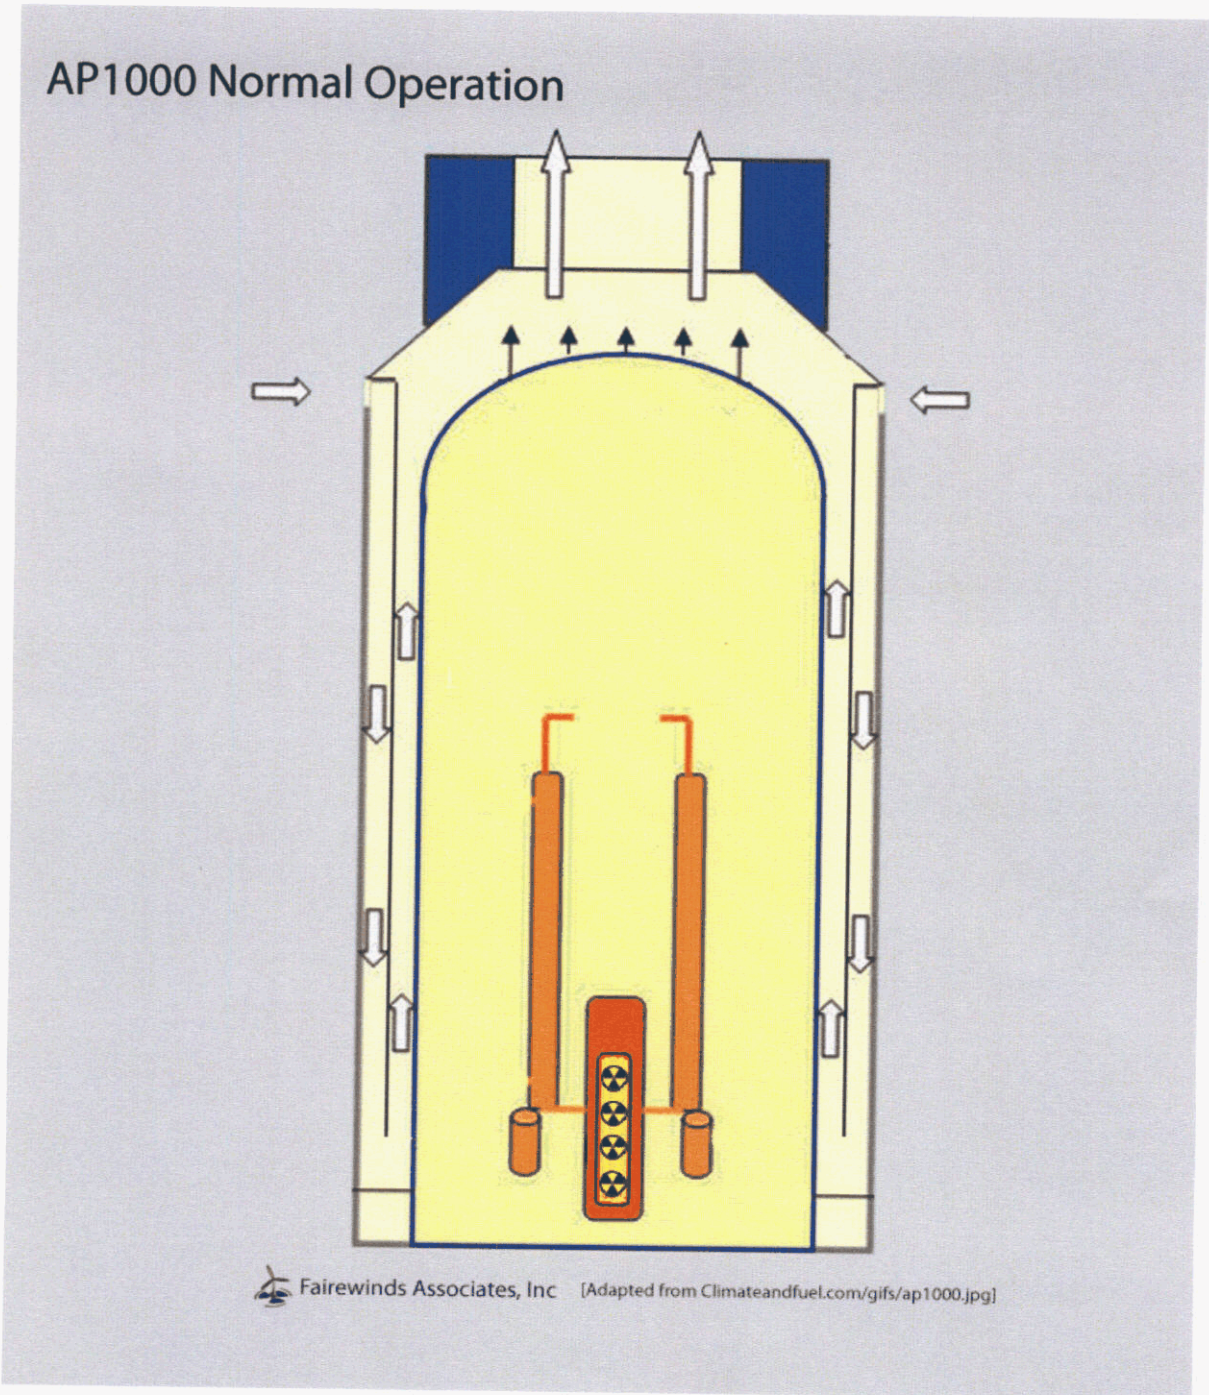 AP1000 Normal Operation
Fairewinds Associates, Inc [Adapted from Climateandfuel.com/gifs/ap1000.jpg]